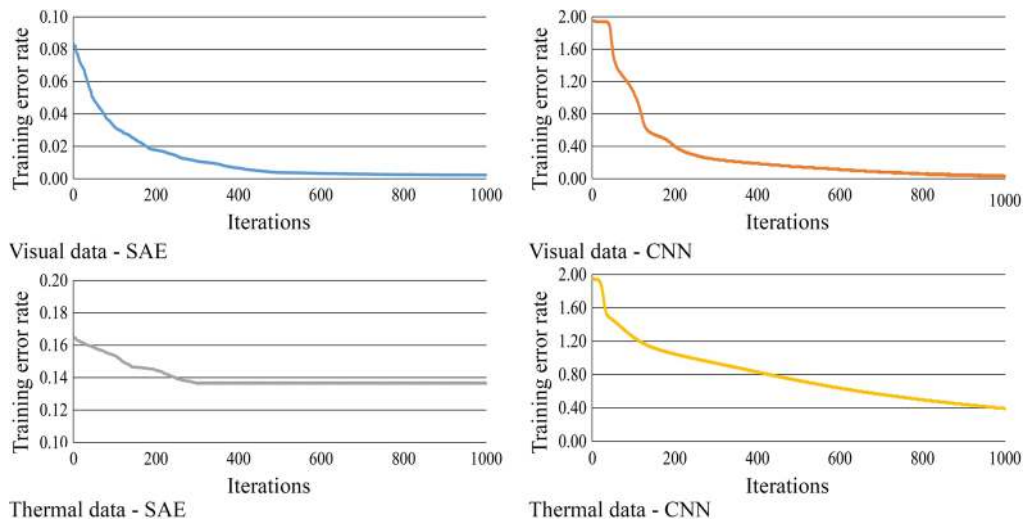 0.10
0.08
0.06
0.04
0.02
0.00
Training error rate
0 200 400 600 800 1000
Iterations
Visual data - SAE
2.00
1.60
1.20
0.80
0.40
0.00
Training error rate
0 200 400 600 800 1000
Iterations
Visual data - CNN
0.20
0.18
0.16
0.14
0.12
0.10
Training error rate
0 200 400 600 800 1000
Iterations
Thermal data - SAE
2.00
1.60
1.20
0.80
0.40
0.00
Training error rate
0 200 400 600 800 1000
Iterations
Thermal data - CNN